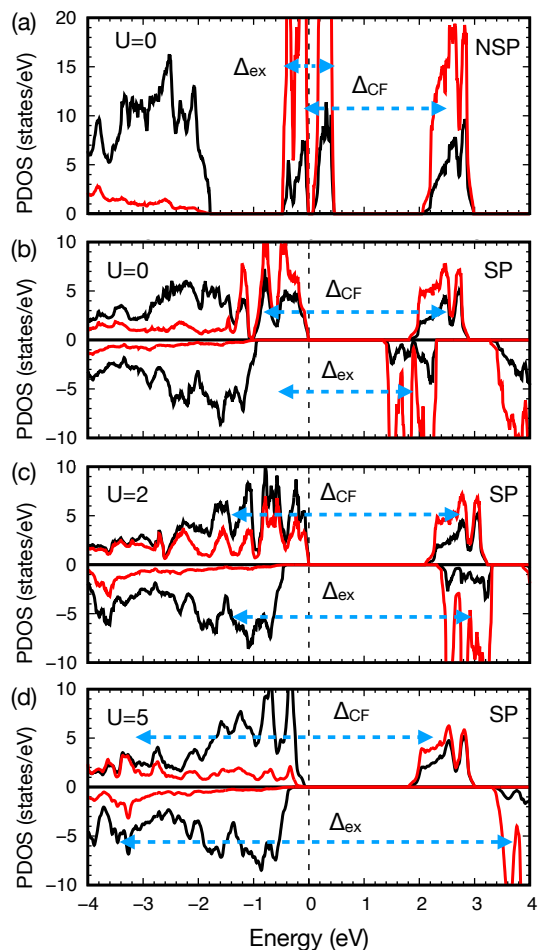 (a)
U=0
NSP
Δex
ΔCF
PDOS (states/eV)
20
15
10
5
0
(b)
U=0
SP
ΔCF
Δex
PDOS (states/eV)
10
5
0
−5
−10
(c)
U=2
SP
ΔCF
Δex
PDOS (states/eV)
10
5
0
−5
−10
(d)
U=5
SP
ΔCF
Δex
PDOS (states/eV)
10
5
0
−5
−10
−4 −3 −2 −1 0 1 2 3 4
Energy (eV)